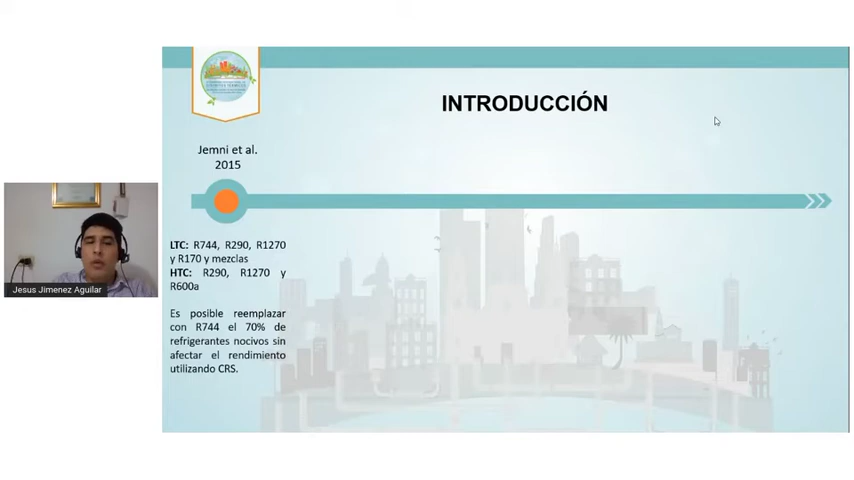 INTRODUCCIÓN
Jemni et al.
2015
LTC: R744, R290, R1270
y R170 y mezclas
HTC: R290, R1270 y
R600a
Es posible reemplazar
con R744 el 70% de
refrigerantes nocivos sin
afectar el rendimiento
utilizando CRS.
Jesus Jimenez Aguilar